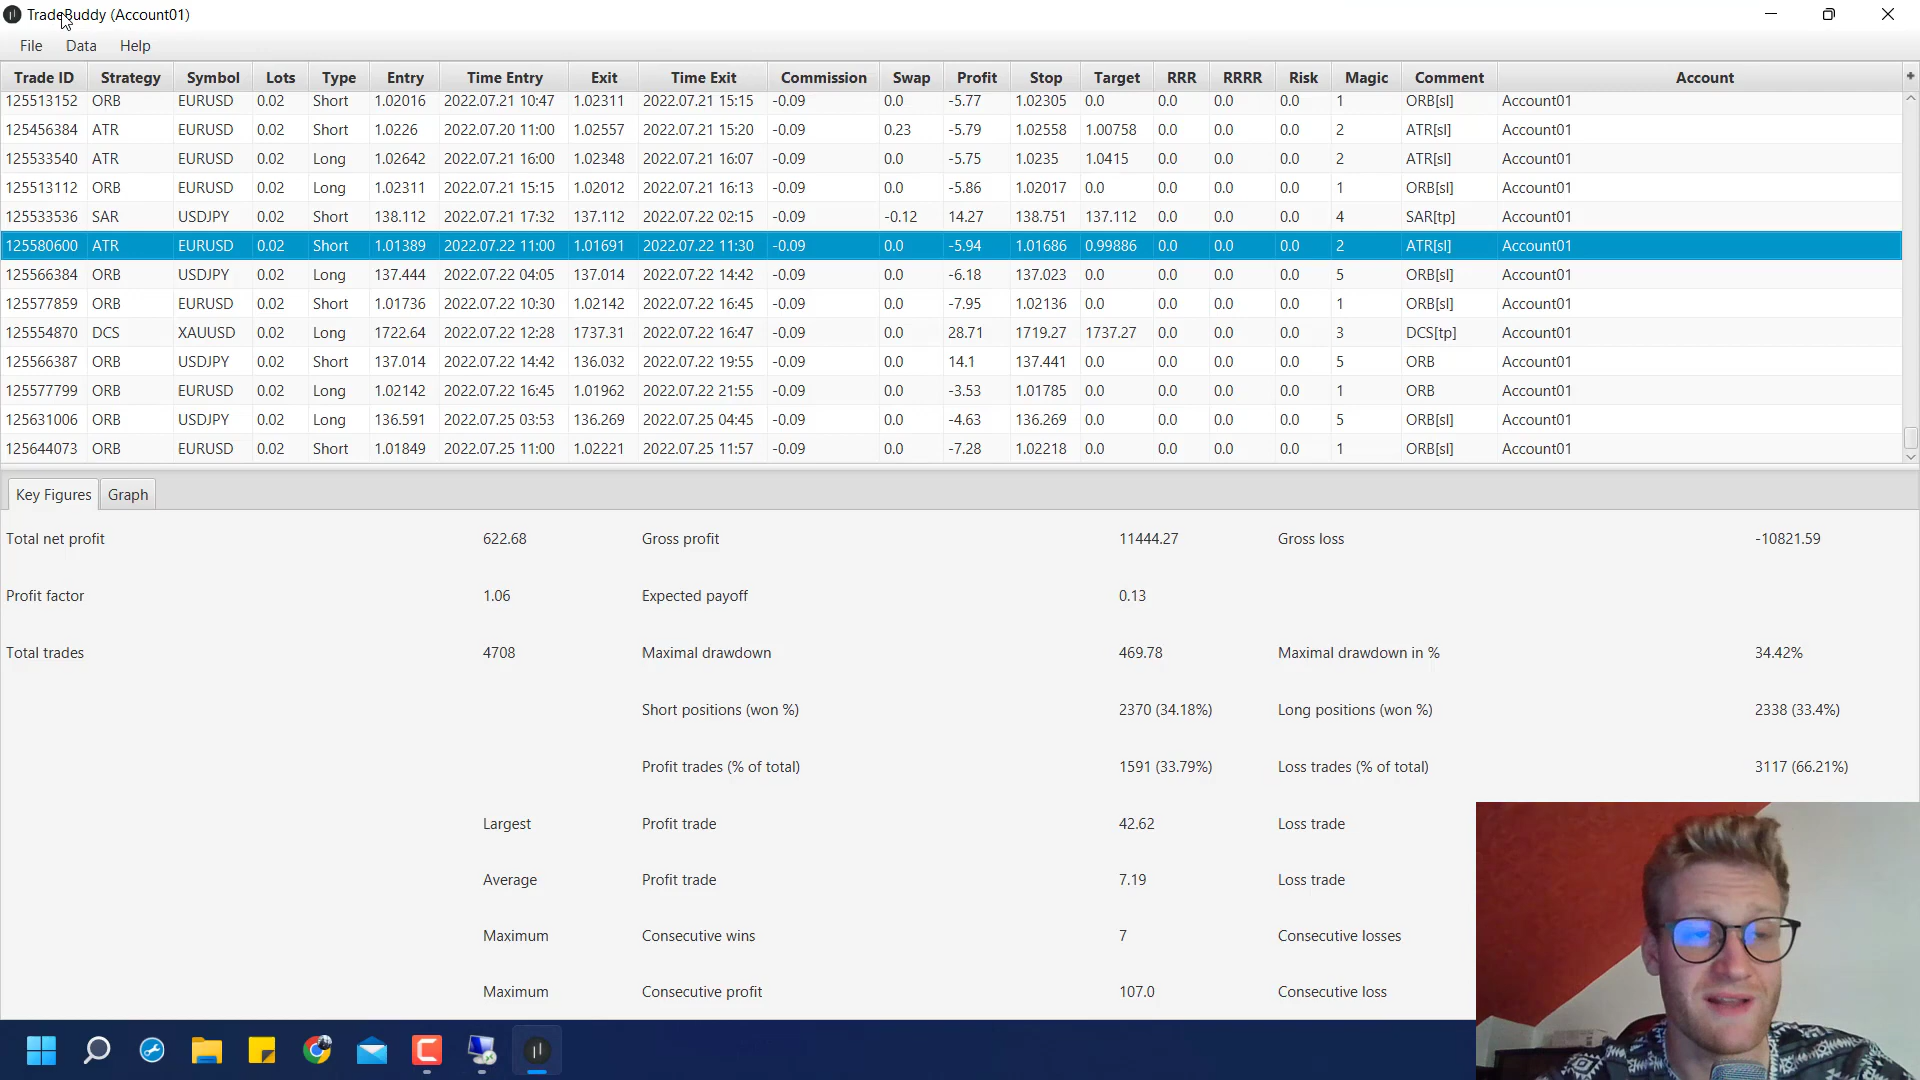 TradeBuddy (Account01)
File Data Help
Trade ID Strategy Symbol Lots Type Entry Time Entry Exit Time Exit Commission Swap Profit Stop Target RRR RRRR Risk Magic Comment Account +
125513152 ORB EURUSD 0.02 Short 1.02016 2022.07.21 10:47 1.02311 2022.07.21 15:15 -0.09 0.0 -5.77 1.02305 0.0 0.0 0.0 0.0 1 ORB[sl] Account01
125456384 ATR EURUSD 0.02 Short 1.0226 2022.07.20 11:00 1.02557 2022.07.21 15:20 -0.09 0.23 -5.79 1.02558 1.00758 0.0 0.0 0.0 2 ATR[sl] Account01
125533540 ATR EURUSD 0.02 Long 1.02642 2022.07.21 16:00 1.02348 2022.07.21 16:07 -0.09 0.0 -5.75 1.0235 1.0415 0.0 0.0 0.0 2 ATR[sl] Account01
125513112 ORB EURUSD 0.02 Long 1.02311 2022.07.21 15:15 1.02012 2022.07.21 16:13 -0.09 0.0 -5.86 1.02017 0.0 0.0 0.0 0.0 1 ORB[sl] Account01
125533536 SAR USDJPY 0.02 Short 138.112 2022.07.21 17:32 137.112 2022.07.22 02:15 -0.09 -0.12 14.27 138.751 137.112 0.0 0.0 0.0 4 SAR[tp] Account01
125580600 ATR EURUSD 0.02 Short 1.01389 2022.07.22 11:00 1.01691 2022.07.22 11:30 -0.09 0.0 -5.94 1.01686 0.99886 0.0 0.0 0.0 2 ATR[sl] Account01
125566384 ORB USDJPY 0.02 Long 137.444 2022.07.22 04:05 137.014 2022.07.22 14:42 -0.09 0.0 -6.18 137.023 0.0 0.0 0.0 0.0 5 ORB[sl] Account01
125577859 ORB EURUSD 0.02 Short 1.01736 2022.07.22 10:30 1.02142 2022.07.22 16:45 -0.09 0.0 -7.95 1.02136 0.0 0.0 0.0 0.0 1 ORB[sl] Account01
125554870 DCS XAUUSD 0.02 Long 1722.64 2022.07.22 12:28 1737.31 2022.07.22 16:47 -0.09 0.0 28.71 1719.27 1737.27 0.0 0.0 0.0 3 DCS[tp] Account01
125566387 ORB USDJPY 0.02 Short 137.014 2022.07.22 14:42 136.032 2022.07.22 19:55 -0.09 0.0 14.1 137.441 0.0 0.0 0.0 0.0 5 ORB Account01
125577799 ORB EURUSD 0.02 Long 1.02142 2022.07.22 16:45 1.01962 2022.07.22 21:55 -0.09 0.0 -3.53 1.01785 0.0 0.0 0.0 0.0 1 ORB Account01
125631006 ORB USDJPY 0.02 Long 136.591 2022.07.25 03:53 136.269 2022.07.25 04:45 -0.09 0.0 -4.63 136.269 0.0 0.0 0.0 0.0 5 ORB[sl] Account01
125644073 ORB EURUSD 0.02 Short 1.01849 2022.07.25 11:00 1.02221 2022.07.25 11:57 -0.09 0.0 -7.28 1.02218 0.0 0.0 0.0 0.0 1 ORB[sl] Account01
Key Figures Graph
Total net profit 622.68 Gross profit 11444.27 Gross loss -10821.59
Profit factor 1.06 Expected payoff 0.13
Total trades 4708 Maximal drawdown 469.78 Maximal drawdown in % 34.42%
Short positions (won %) 2370 (34.18%) Long positions (won %) 2338 (33.4%)
Profit trades (% of total) 1591 (33.79%) Loss trades (% of total) 3117 (66.21%)
Largest Profit trade 42.62 Loss trade
Average Profit trade 7.19 Loss trade
Maximum Consecutive wins 7 Consecutive losses
Maximum Consecutive profit 107.0 Consecutive loss